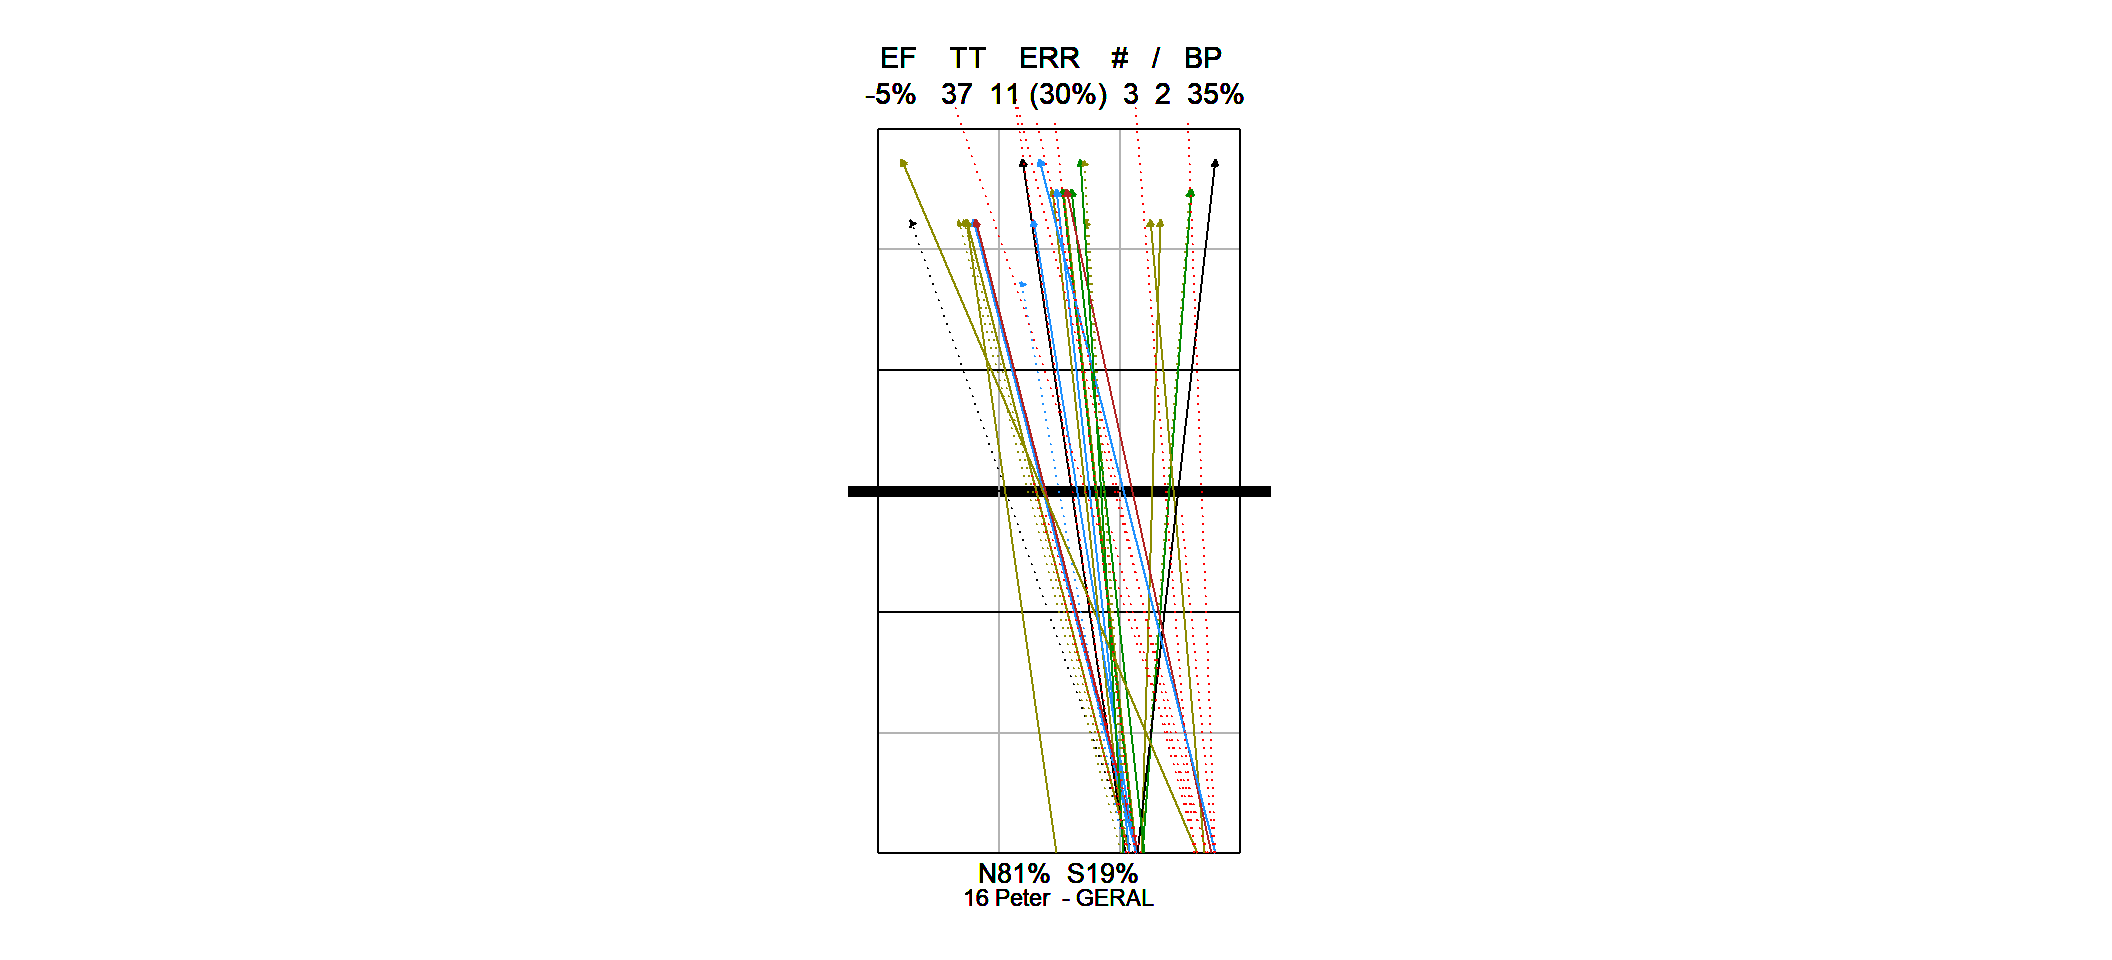 EF TT ERR # / BP
-5% 37 11 (30%) 3 2 35%
N81% S19%
16 Peter - GERAL